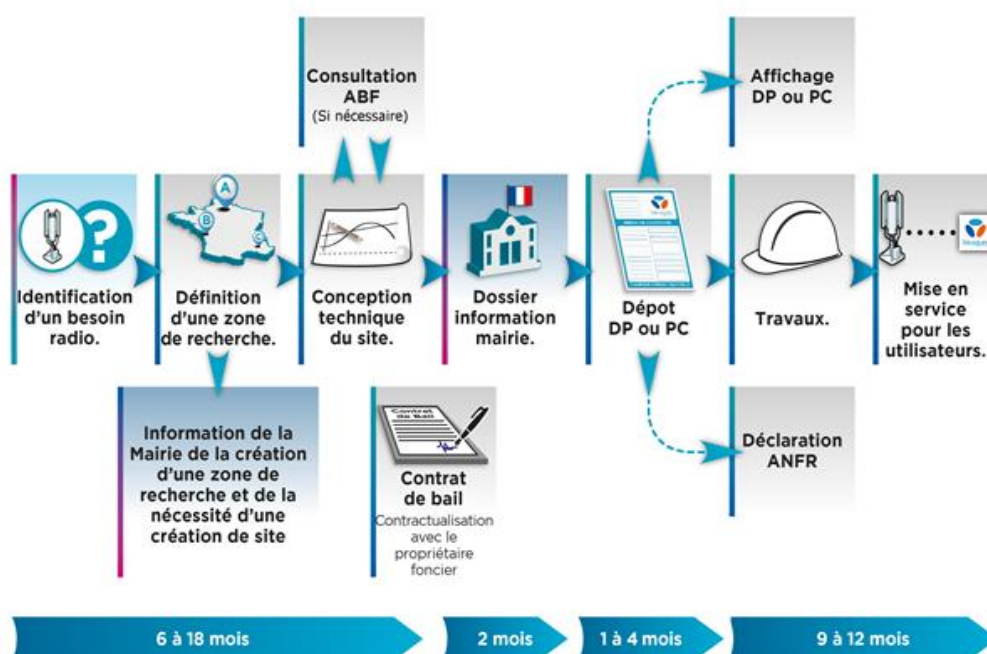 Consultation
ABF
(Si nécessaire)
Affichage
DP ou PC
A
B
C
Identification
d'un besoin
radio.
Définition
d'une zone
de recherche.
Conception
technique
du site.
Dossier
information
mairie.
Dépot
DP ou PC
Travaux.
Mise en
service
pour les
utilisateurs.
Information de la
Mairie de la création
d'une zone de
recherche et de la
nécessité d'une
création de site
Contrat
de Bail
Contrat
de bail
Contractualisation
avec le
propriétaire
foncier
Déclaration
ANFR
6 à 18 mois
2 mois
1 à 4 mois
9 à 12 mois